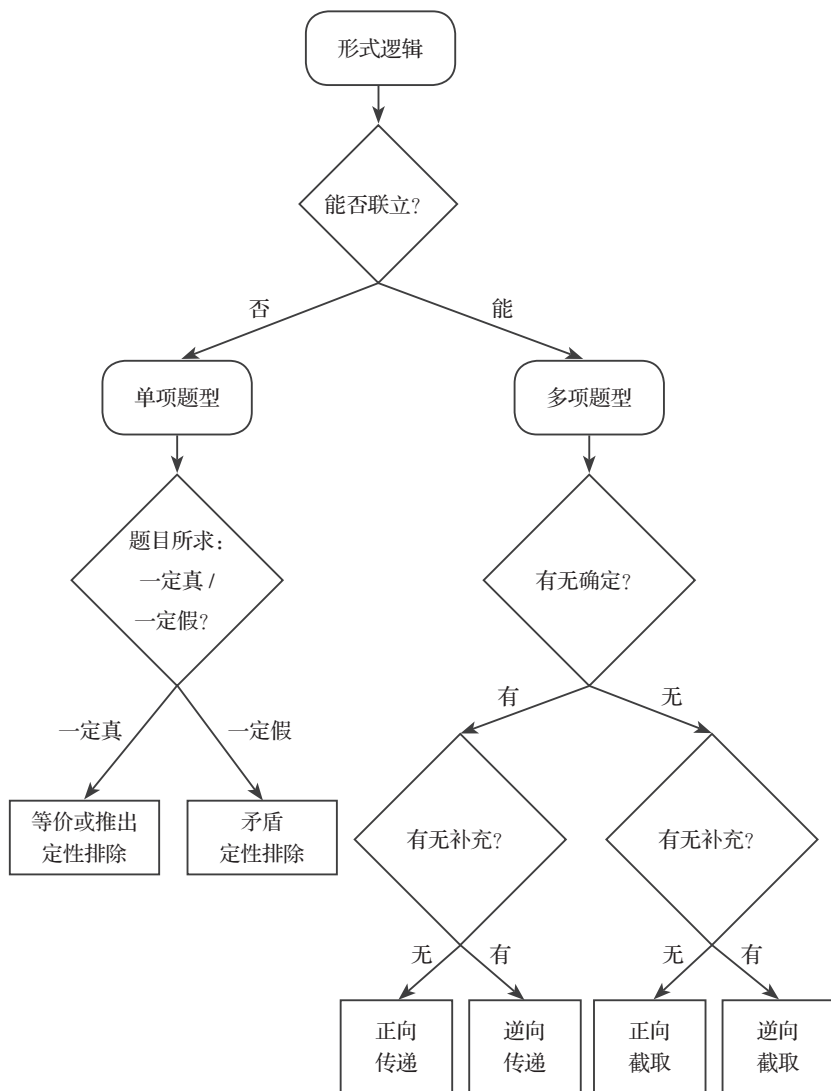 形式逻辑
能否联立？
否
能
单项题型
多项题型
题目所求：
一定真 /
一定假？
有无确定？
一定真
一定假
有
无
等价或推出
定性排除
矛盾
定性排除
有无补充？
有无补充？
无
有
无
有
正向
传递
逆向
传递
正向
截取
逆向
截取